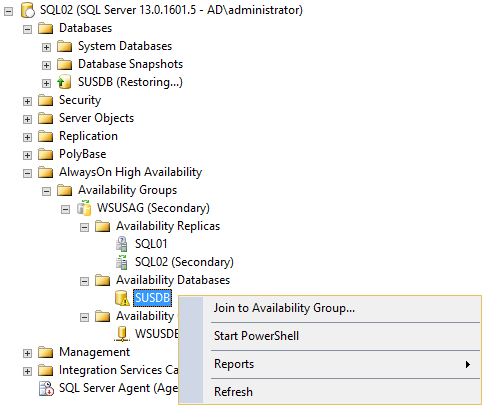 SQL02 (SQL Server 13.0.1601.5 - AD\administrator)
Databases
System Databases
Database Snapshots
SUSDB (Restoring...)
Security
Server Objects
Replication
PolyBase
AlwaysOn High Availability
Availability Groups
WSUSAG (Secondary)
Availability Replicas
SQL01
SQL02 (Secondary)
Availability Databases
SUSDB
Availability
WSUSDB
Management
Integration Services Ca
SQL Server Agent (Age
Join to Availability Group...
Start PowerShell
Reports
Refresh